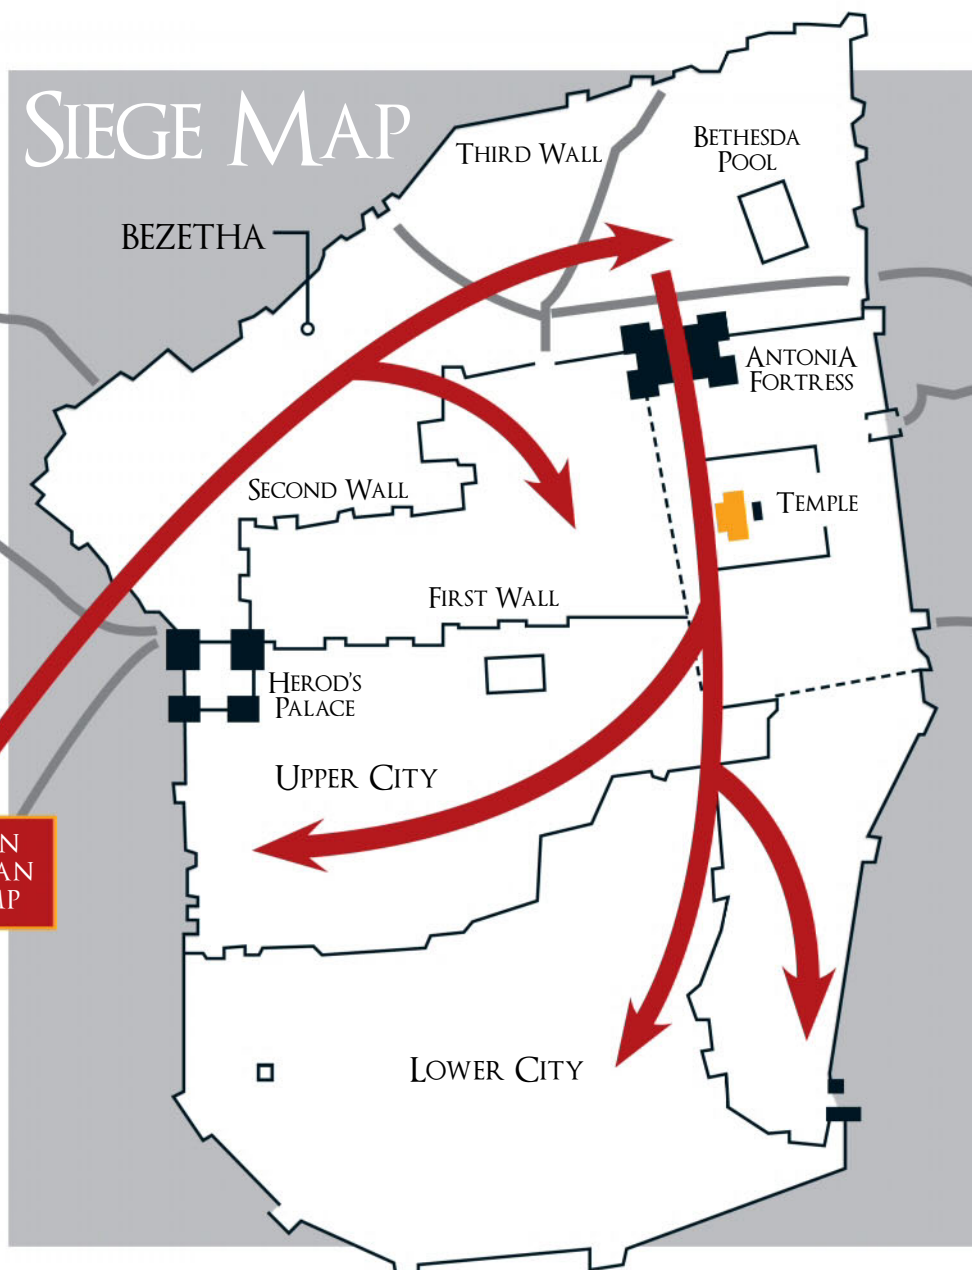 SIEGE MAP
THIRD WALL
BETHESDA
POOL
BEZETHA
ANTONIA
FORTRESS
SECOND WALL
TEMPLE
FIRST WALL
HEROD'S
PALACE
UPPER CITY
LOWER CITY